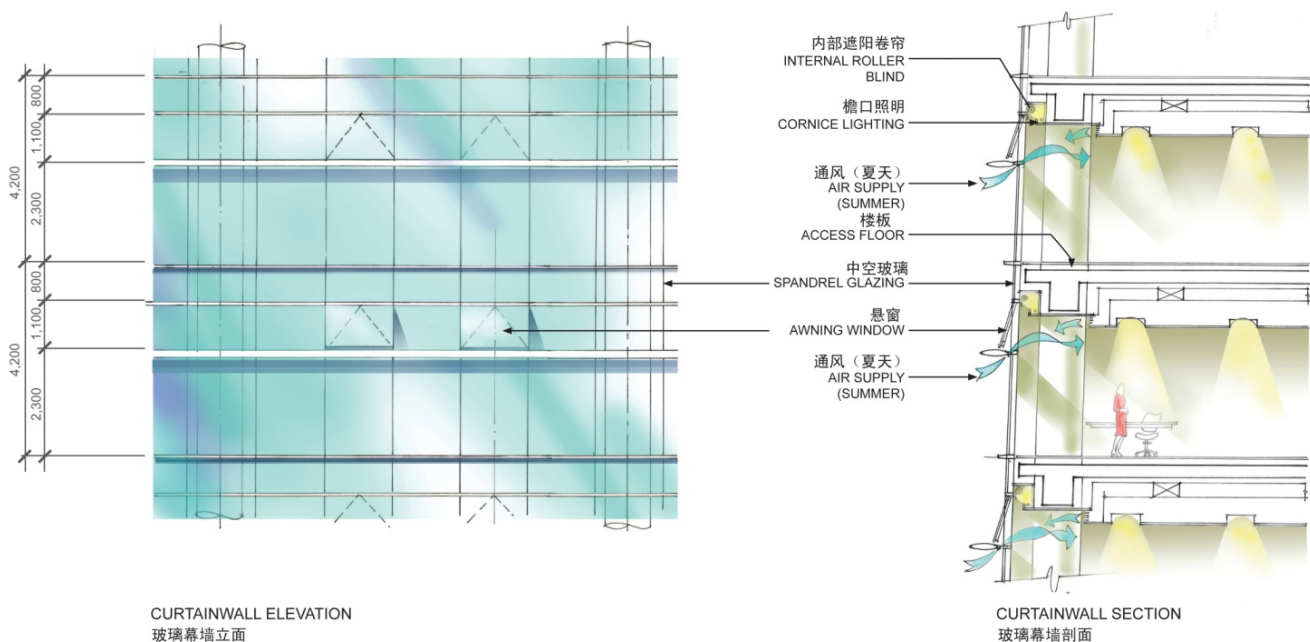 4,200
800
1,100
2,300
4,200
800
1,100
2,300
内部遮阳卷帘
INTERNAL ROLLER
BLIND
檐口照明
CORNICE LIGHTING
通风（夏天）
AIR SUPPLY
(SUMMER)
楼板
ACCESS FLOOR
中空玻璃
SPANDREL GLAZING
悬窗
AWNING WINDOW
通风（夏天）
AIR SUPPLY
(SUMMER)
CURTAINWALL ELEVATION
玻璃幕墙立面
CURTAINWALL SECTION
玻璃幕墙剖面